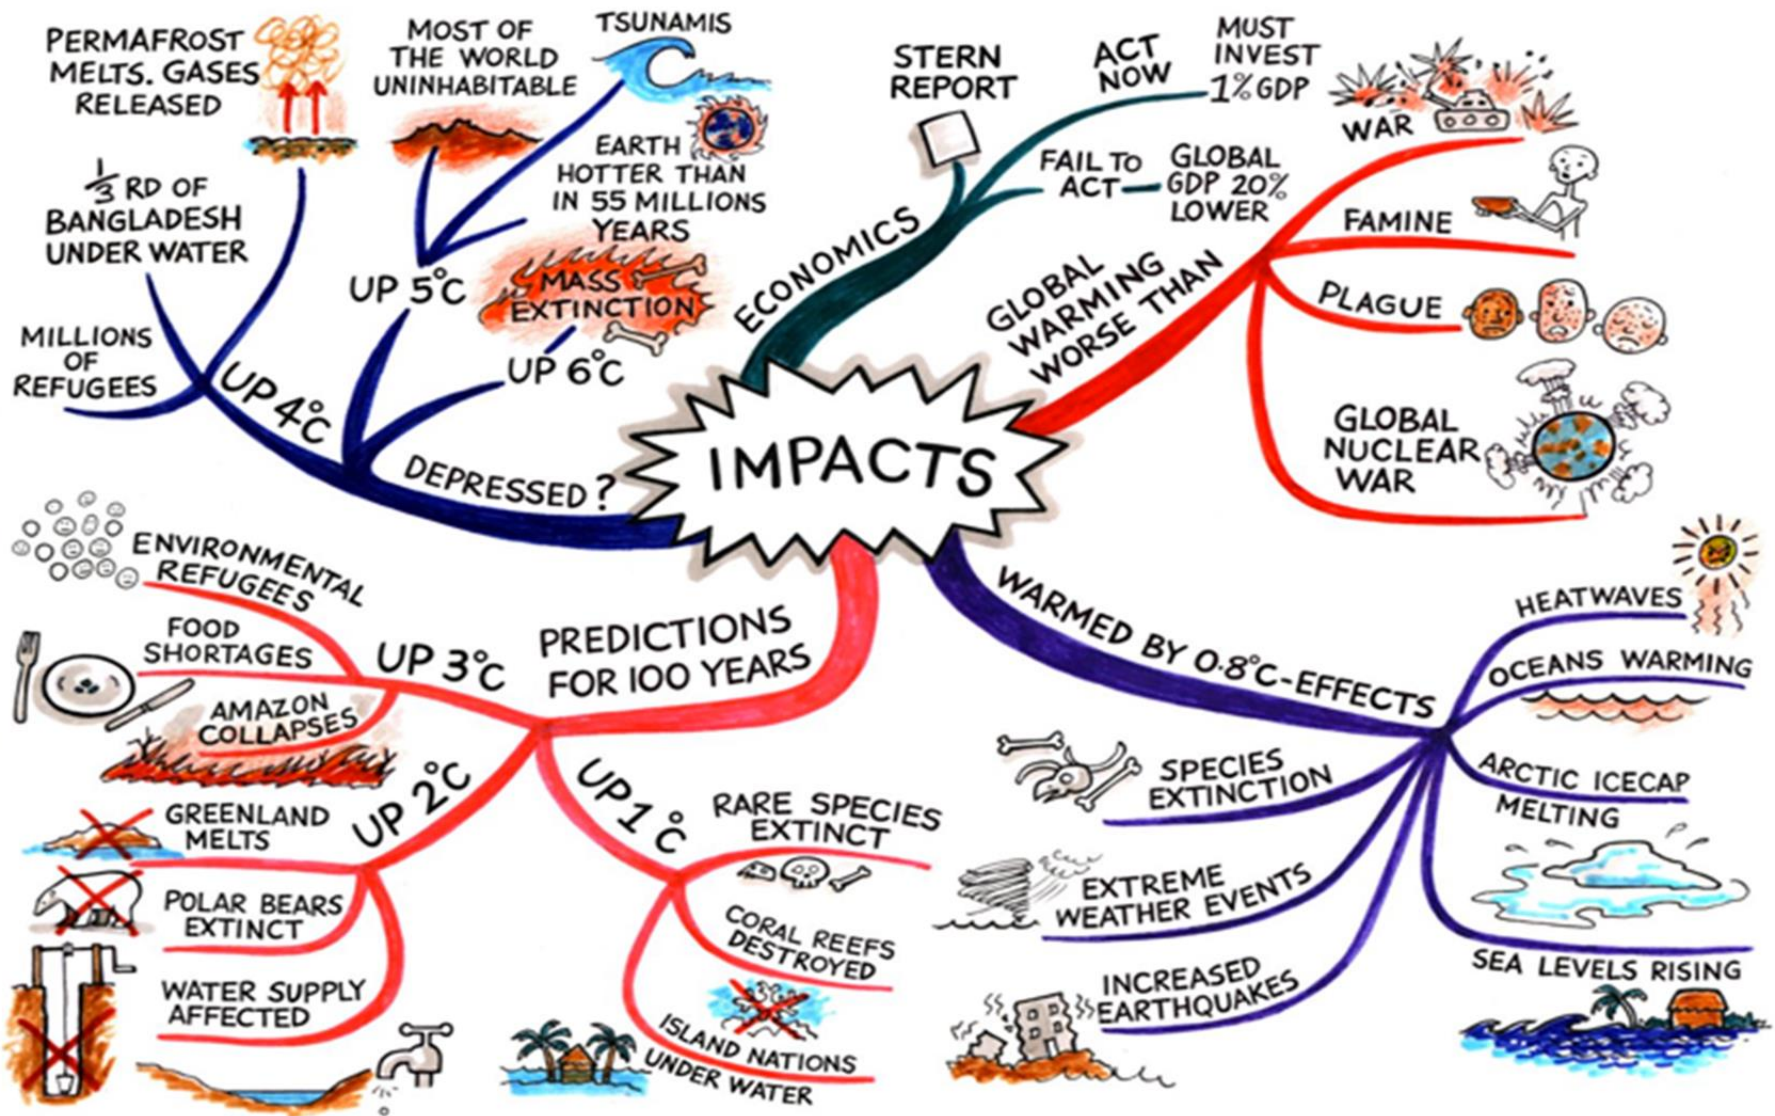 IMPACTS
ECONOMICS
STERN
REPORT
ACT
NOW
MUST
INVEST
1% GDP
FAIL TO
ACT
GLOBAL
GDP 20%
LOWER
GLOBAL
WARMING
WORSE THAN
WAR
FAMINE
PLAGUE
GLOBAL
NUCLEAR
WAR
WARMED BY 0.8°C-EFFECTS
HEATWAVES
OCEANS WARMING
ARCTIC ICECAP
MELTING
SEA LEVELS RISING
SPECIES
EXTINCTION
EXTREME
WEATHER EVENTS
INCREASED
EARTHQUAKES
PREDICTIONS
FOR 100 YEARS
UP 1°C
RARE SPECIES
EXTINCT
CORAL REEFS
DESTROYED
ISLAND NATIONS
UNDER WATER
UP 2°C
GREENLAND
MELTS
POLAR BEARS
EXTINCT
WATER SUPPLY
AFFECTED
UP 3°C
ENVIRONMENTAL
REFUGEES
FOOD
SHORTAGES
AMAZON
COLLAPSES
DEPRESSED?
UP 4°C
MILLIONS
OF
REFUGEES
1/3 RD OF
BANGLADESH
UNDER WATER
PERMAFROST
MELTS. GASES
RELEASED
UP 5°C
MOST OF
THE WORLD
UNINHABITABLE
TSUNAMIS
EARTH
HOTTER THAN
IN 55 MILLIONS
YEARS
UP 6°C
MASS
EXTINCTION